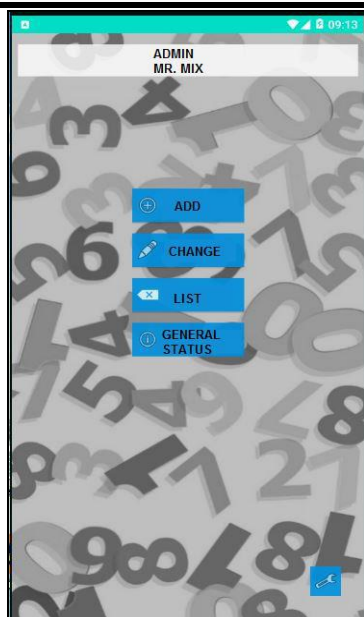 09:13
ADMIN
MR. MIX
ADD
CHANGE
LIST
GENERAL
STATUS